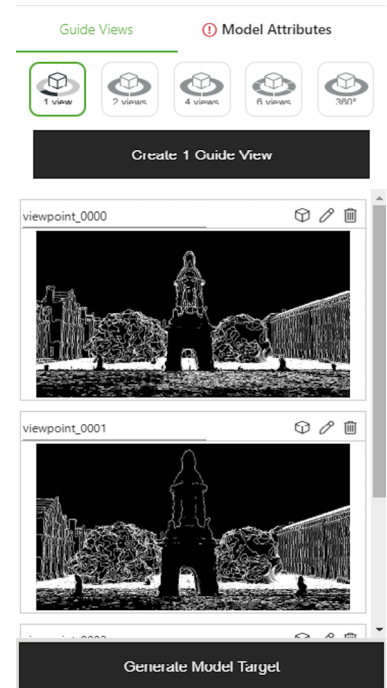 Guide Views
Model Attributes
1 view
2 views
4 views
6 views
360°
Create 1 Guide View
viewpoint_0000
viewpoint_0001
Generate Model Target